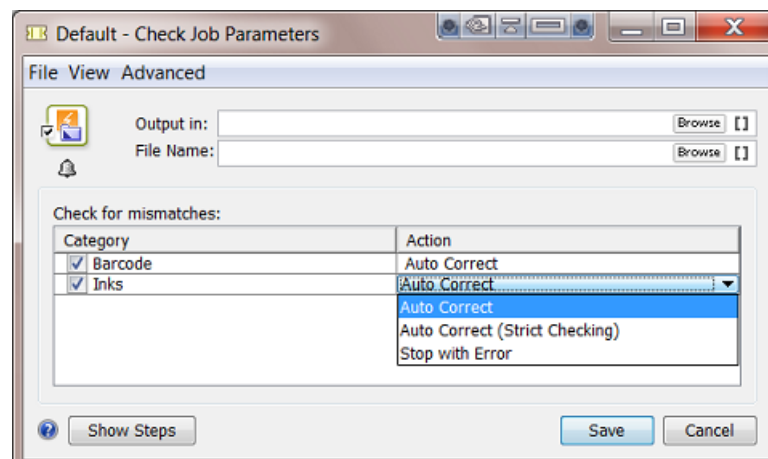 Default - Check Job Parameters
File View Advanced
Output in: Browse []
File Name: Browse []
Check for mismatches:
Category Action
Barcode Auto Correct
Inks Auto Correct
Auto Correct
Auto Correct (Strict Checking)
Stop with Error
Show Steps Save Cancel